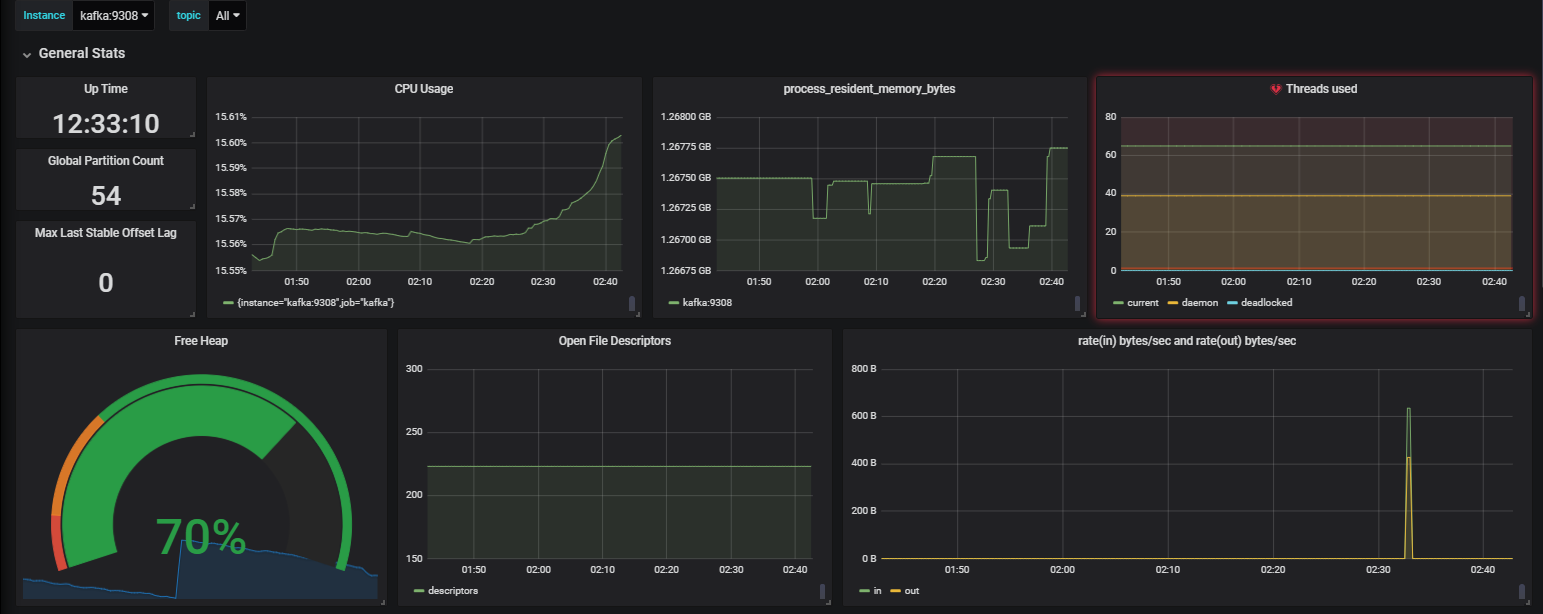 Instance kafka:9308 topic All
General Stats
Up Time
12:33:10
Global Partition Count
54
Max Last Stable Offset Lag
0
CPU Usage
15.61%
15.60%
15.59%
15.58%
15.57%
15.56%
15.55%
01:50 02:00 02:10 02:20 02:30 02:40
{instance="kafka:9308",job="kafka"}
process_resident_memory_bytes
1.26800 GB
1.26775 GB
1.26750 GB
1.26725 GB
1.26700 GB
1.26675 GB
01:50 02:00 02:10 02:20 02:30 02:40
kafka:9308
Threads used
80
60
40
20
0
01:50 02:00 02:10 02:20 02:30 02:40
current daemon deadlocked
Free Heap
70%
Open File Descriptors
300
250
200
150
01:50 02:00 02:10 02:20 02:30 02:40
descriptors
rate(in) bytes/sec and rate(out) bytes/sec
800 B
600 B
400 B
200 B
0 B
01:50 02:00 02:10 02:20 02:30 02:40
in out